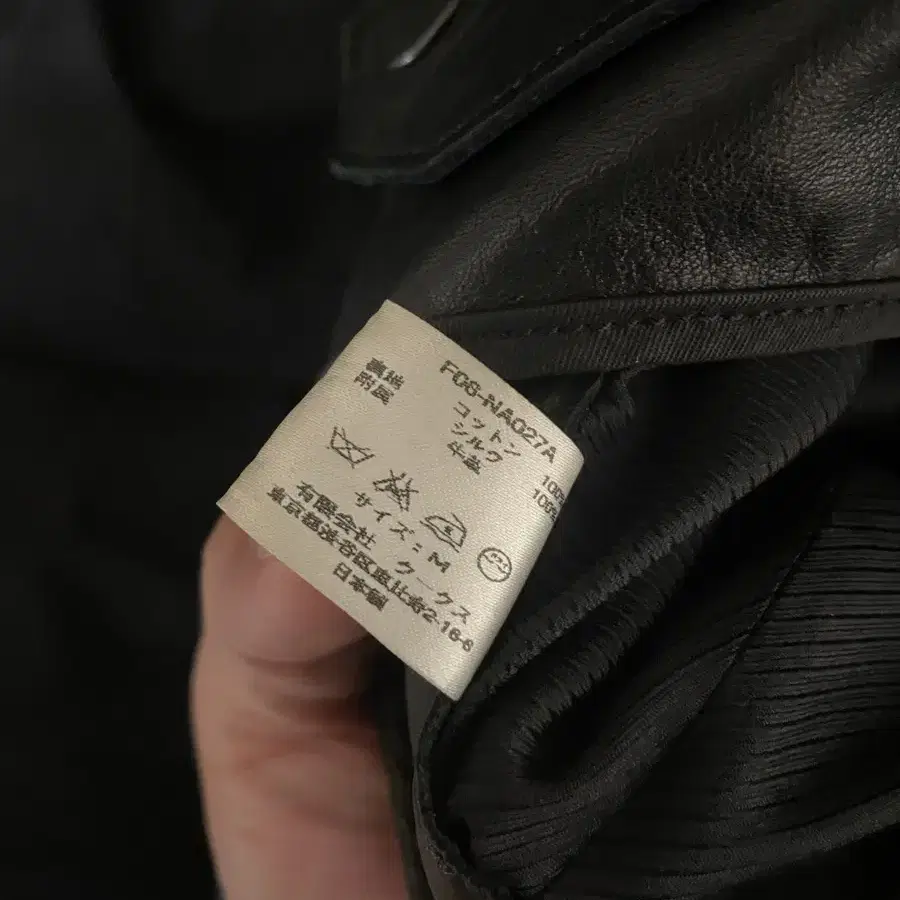 F06-NA027A
コットン 100%
裏地 シルク 100%
附属 牛革
サイズ:M
有限会社 クークス
東京都渋谷区恵比寿2-16-6
日本製